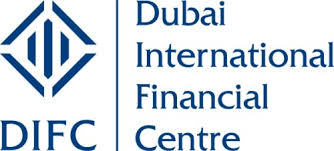 DIFC
Dubai
International
Financial
Centre